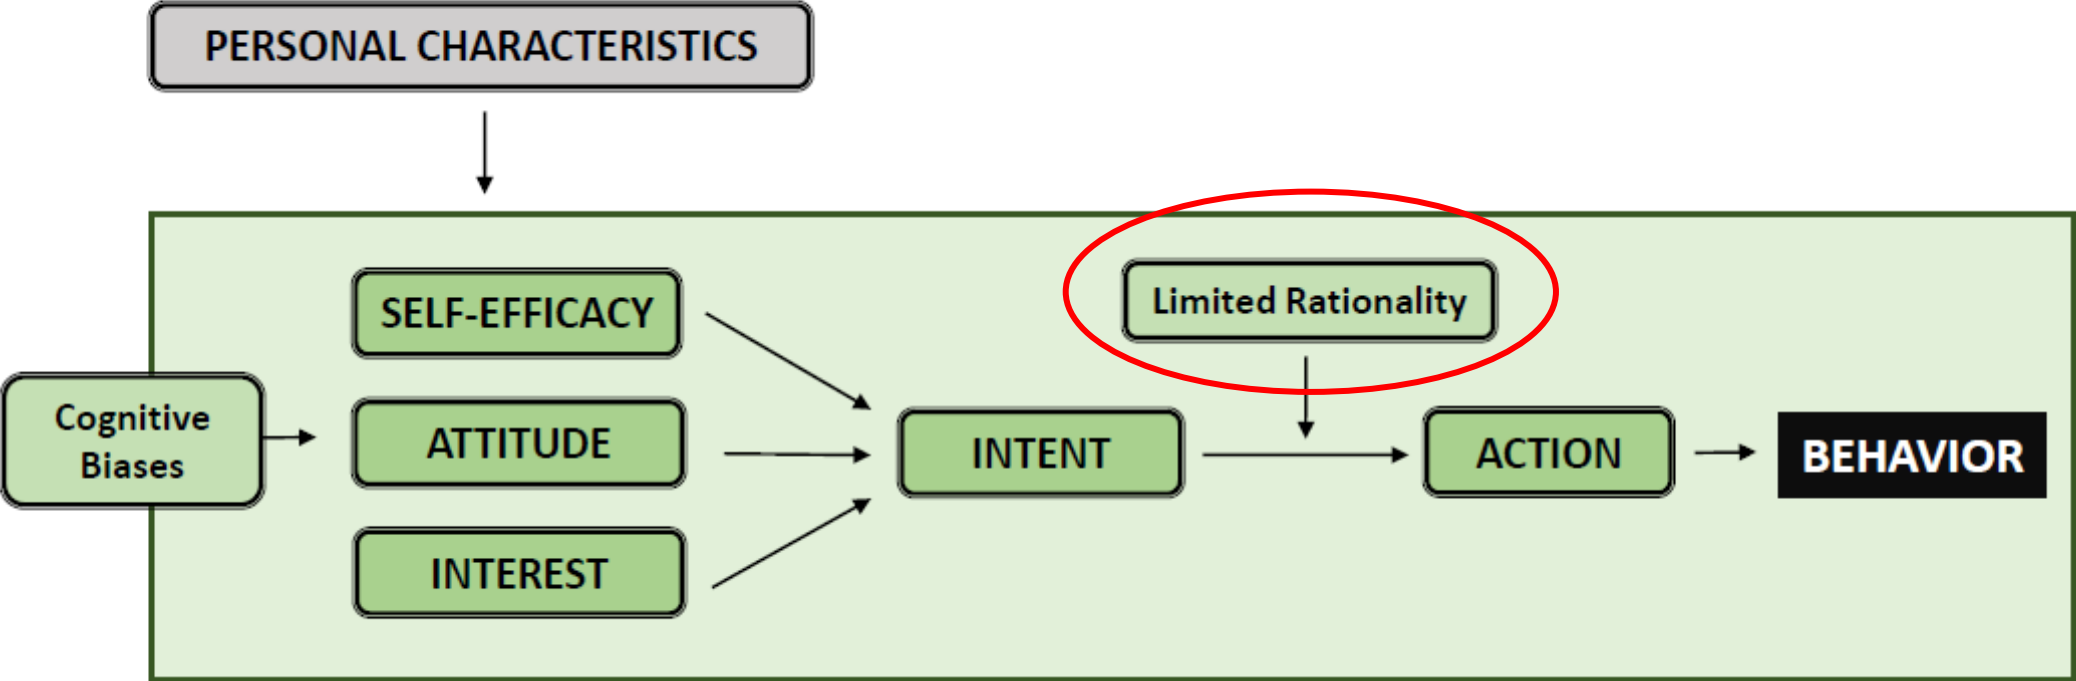 PERSONAL CHARACTERISTICS
SELF-EFFICACY
Limited Rationality
Cognitive
Biases
ATTITUDE
INTENT
ACTION
BEHAVIOR
INTEREST